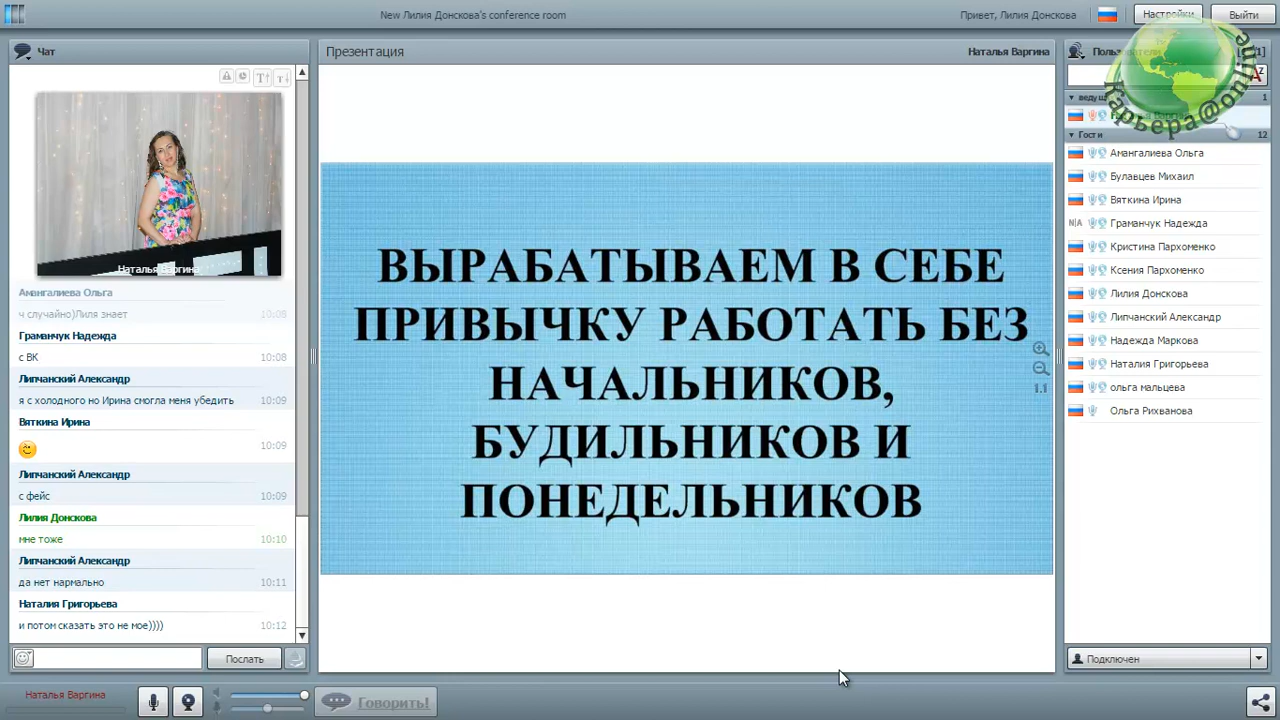 New Лилия Донскова's conference room
Привет, Лилия Донскова
Настройки
Выйти
Чат
Наталья Варгина
Амангалиева Ольга
ч случайно)Лиля знает 10:08
Граманчук Надежда
с ВК 10:08
Липчанский Александр
я с холодного но Ирина смогла меня убедить 10:09
Вяткина Ирина
10:09
Липчанский Александр
с фейс 10:09
Лилия Донскова
мне тоже 10:10
Липчанский Александр
да нет нармально 10:11
Наталия Григорьева
и потом сказать это не мое)))) 10:12
Послать
Презентация
Наталья Варгина
ВЫРАБАТЫВАЕМ В СЕБЕ
ПРИВЫЧКУ РАБОТАТЬ БЕЗ
НАЧАЛЬНИКОВ,
БУДИЛЬНИКОВ И
ПОНЕДЕЛЬНИКОВ
1:1
карьера@online
Гости 12
Амангалиева Ольга
Булавцев Михаил
Вяткина Ирина
N|A Граманчук Надежда
Кристина Пархоменко
Ксения Пархоменко
Лилия Донскова
Липчанский Александр
Надежда Маркова
Наталия Григорьева
ольга мальцева
Ольга Рихванова
Подключен
Наталья Варгина
Говорить!